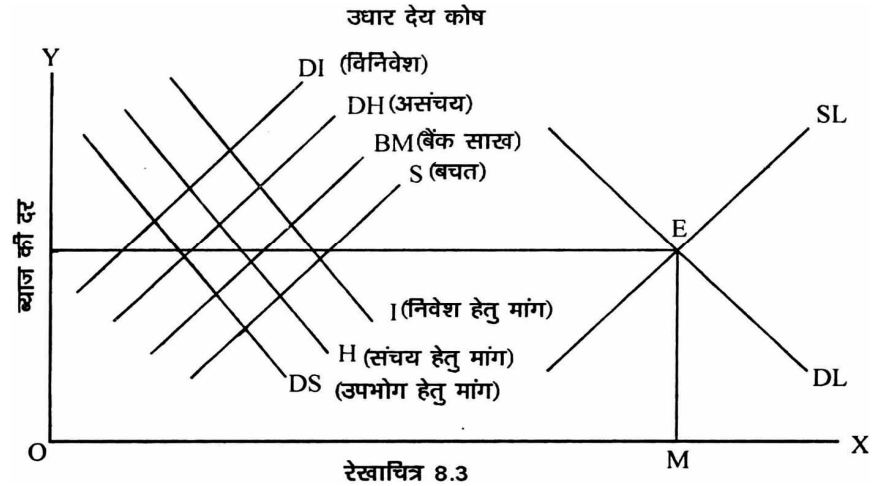 उधार देय कोष
Y
DI (विनिवेश)
DH (असंचय)
BM (बैंक साख)
S (बचत)
SL
ब्याज की दर
E
I (निवेश हेतु मांग)
H (संचय हेतु मांग)
DS (उपभोग हेतु मांग)
DL
O
M
X
रेखाचित्र 8.3